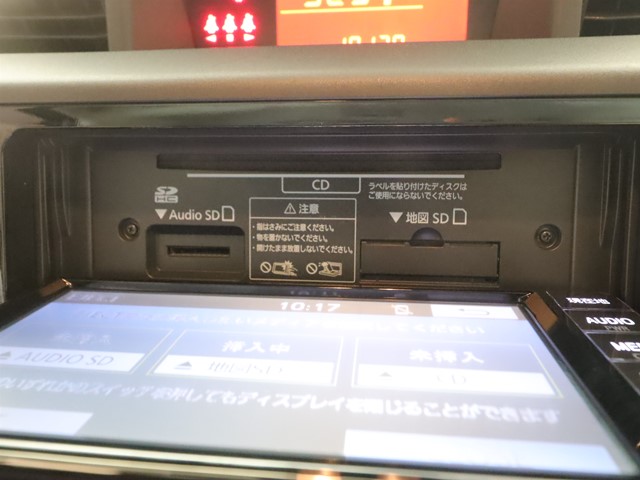 CD
ラベルを貼り付けたディスクは
ご使用にならないでください。
SD
HC
▼Audio SD
⚠注意
・指はさみにご注意ください。
・物を置かないでください。
・開けたまま放置しないでください。
▼地図 SD
10:17
現在地
AUDIO
PWR
挿入中
未挿入
AUDIO SD
地図SD
CD
いずれかのスイッチを押してもディスプレイを閉じることができます